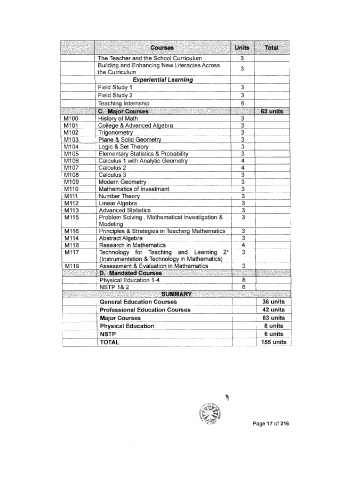 Courses Units Total
The Teacher and the School Curriculum 3
Building and Enhancing New Literacies Across
the Curriculum 3
Experiential Learning
Field Study 1 3
Field Study 2 3
Teaching Internship 6
C. Major Courses 63 units
M100 History of Math 3
M101 College & Advanced Algebra 3
M102 Trigonometry 3
M103 Plane & Solid Geometry 3
M104 Logic & Set Theory 3
M105 Elementary Statistics & Probability 3
M106 Calculus 1 with Analytic Geometry 4
M107 Calculus 2 4
M108 Calculus 3 3
M109 Modern Geometry 3
M110 Mathematics of Investment 3
M111 Number Theory 3
M112 Linear Algebra 3
M113 Advanced Statistics 3
M115 Problem Solving, Mathematical Investigation & 3
Modeling
M116 Principles & Strategies in Teaching Mathematics 3
M114 Abstract Algebra 3
M118 Research in Mathematics 4
M117 Technology for Teaching and Learning 2* 3
(Instrumentation & Technology in Mathematics)
M119 Assessment & Evaluation in Mathematics 3
D. Mandated Courses
Physical Education 1-4 8
NSTP 1& 2 6
SUMMARY
General Education Courses 36 units
Professional Education Courses 42 units
Major Courses 63 units
Physical Education 8 units
NSTP 6 units
TOTAL 155 units
Page 17 of 216